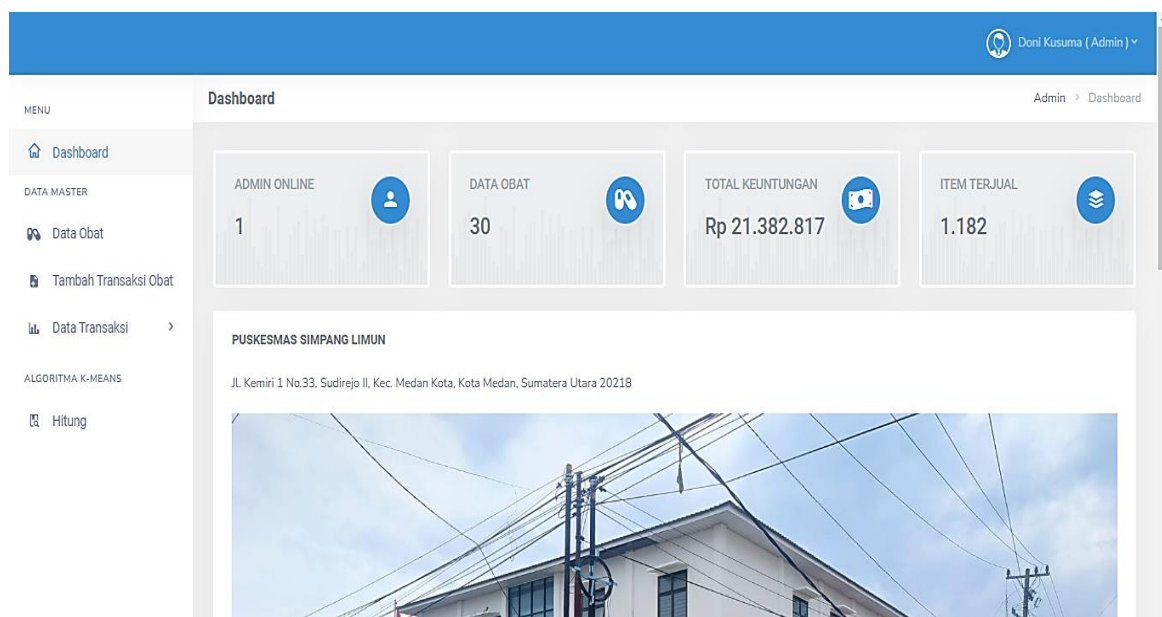 Doni Kusuma ( Admin )
MENU
Dashboard
DATA MASTER
Data Obat
Tambah Transaksi Obat
Data Transaksi
ALGORITMA K-MEANS
Hitung
Dashboard
Admin > Dashboard
ADMIN ONLINE
1
DATA OBAT
30
TOTAL KEUNTUNGAN
Rp 21.382.817
ITEM TERJUAL
1.182
PUSKESMAS SIMPANG LIMUN
JL. Kemiri 1 No.33, Sudirejo II, Kec. Medan Kota, Kota Medan, Sumatera Utara 20218